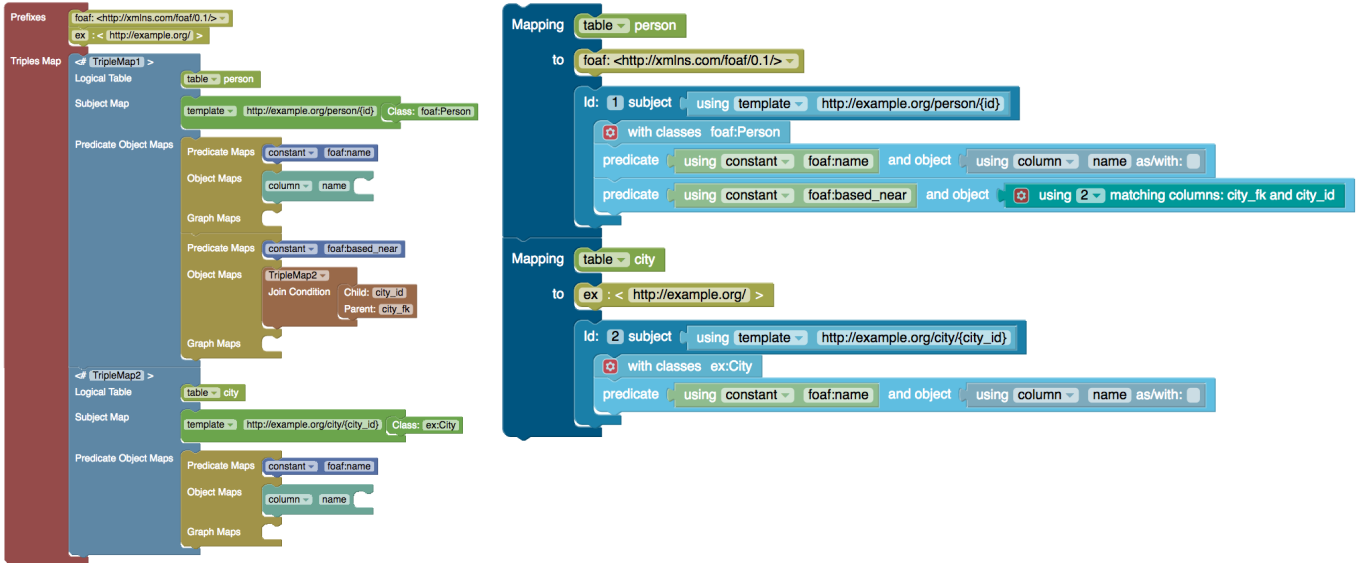 Prefixes
foaf: <http://xmlns.com/foaf/0.1/>
ex : < http://example.org/ >
Triples Map
<# TripleMap1 >
Logical Table
table person
Subject Map
template http://example.org/person/{id} Class: foaf:Person
Predicate Object Maps
Predicate Maps constant foaf:name
Object Maps
column name
Graph Maps
Predicate Maps constant foaf:based_near
Object Maps TripleMap2
Join Condition Child: city_id
Parent: city_fk
Graph Maps
<# TripleMap2 >
Logical Table
table city
Subject Map
template http://example.org/city/{city_id} Class: ex:City
Predicate Object Maps
Predicate Maps constant foaf:name
Object Maps
column name
Graph Maps
Mapping table person
to foaf: <http://xmlns.com/foaf/0.1/>
Id: 1 subject using template http://example.org/person/{id}
with classes foaf:Person
predicate using constant foaf:name and object using column name as/with:
predicate using constant foaf:based_near and object using 2 matching columns: city_fk and city_id
Mapping table city
to ex : < http://example.org/ >
Id: 2 subject using template http://example.org/city/{city_id}
with classes ex:City
predicate using constant foaf:name and object using column name as/with: